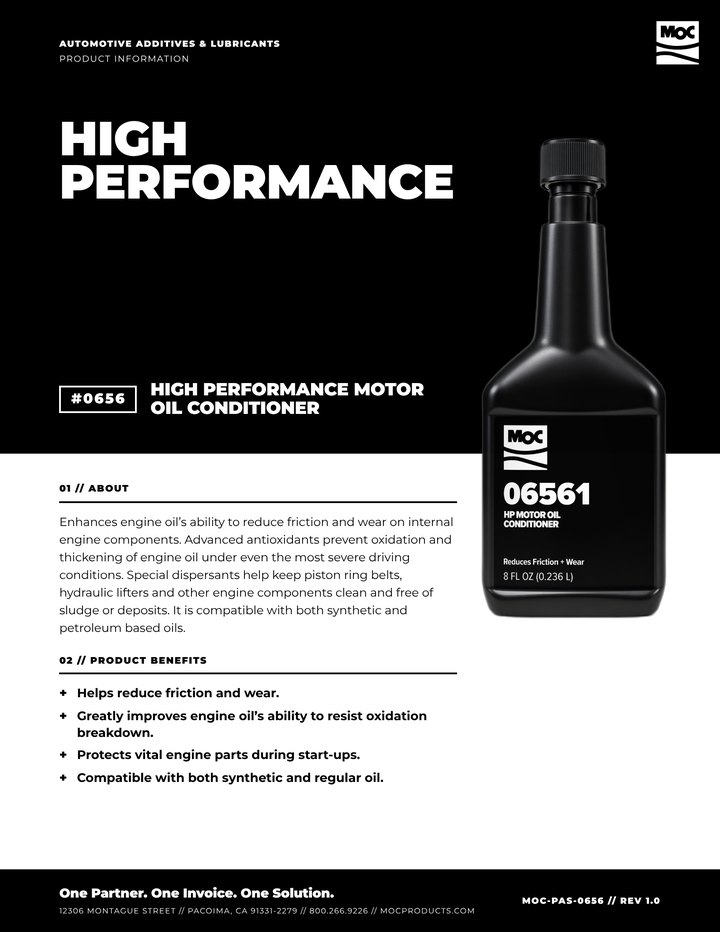 AUTOMOTIVE ADDITIVES & LUBRICANTS
PRODUCT INFORMATION
MOC
HIGH
PERFORMANCE
#0656
HIGH PERFORMANCE MOTOR
OIL CONDITIONER
MOC
06561
HP MOTOR OIL
CONDITIONER
Reduces Friction + Wear
8 FL OZ (0.236 L)
01 // ABOUT
Enhances engine oil’s ability to reduce friction and wear on internal
engine components. Advanced antioxidants prevent oxidation and
thickening of engine oil under even the most severe driving
conditions. Special dispersants help keep piston ring belts,
hydraulic lifters and other engine components clean and free of
sludge or deposits. It is compatible with both synthetic and
petroleum based oils.
02 // PRODUCT BENEFITS
+ Helps reduce friction and wear.
+ Greatly improves engine oil’s ability to resist oxidation
breakdown.
+ Protects vital engine parts during start-ups.
+ Compatible with both synthetic and regular oil.
One Partner. One Invoice. One Solution.
12306 MONTAGUE STREET // PACOIMA, CA 91331-2279 // 800.266.9226 // MOCPRODUCTS.COM
MOC-PAS-0656 // REV 1.0